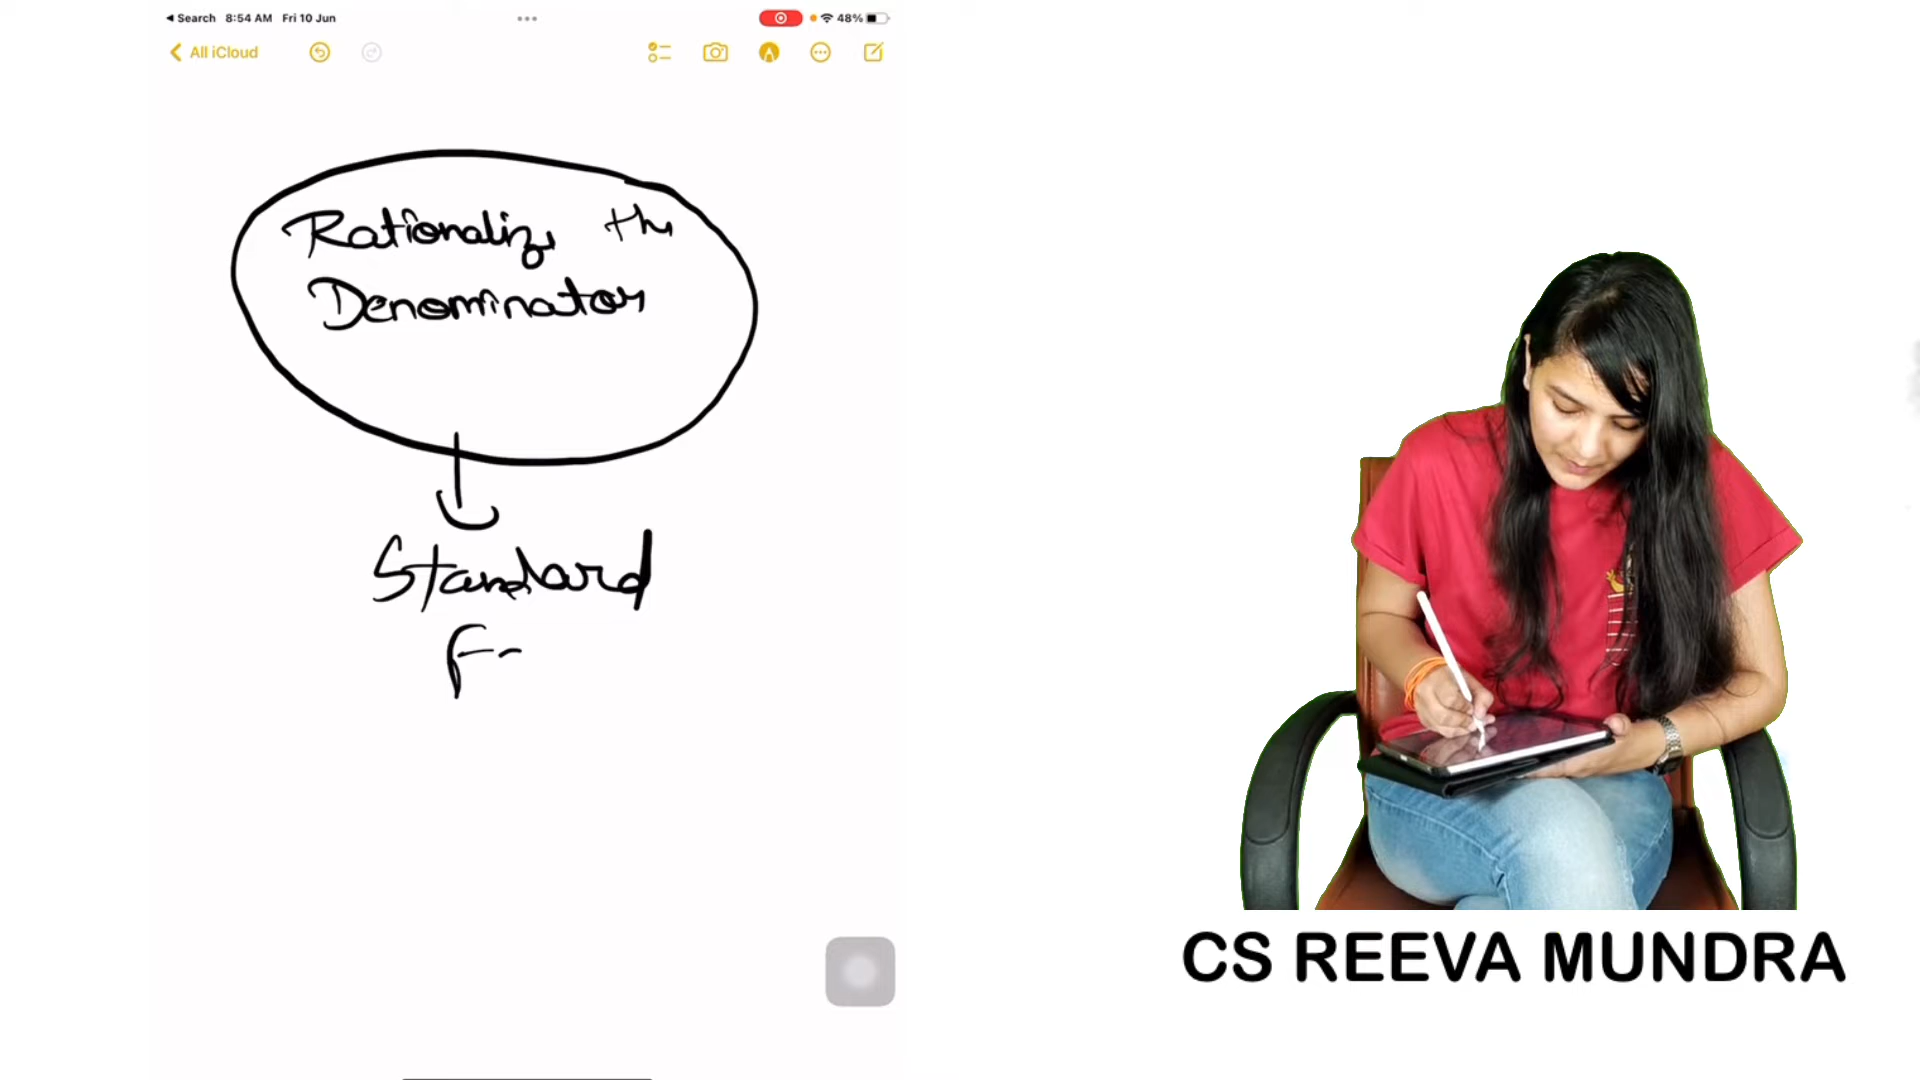 Search 8:54 AM Fri 10 Jun 48%
All iCloud
Rationalize the
Denominator
Standard
CS REEVA MUNDRA